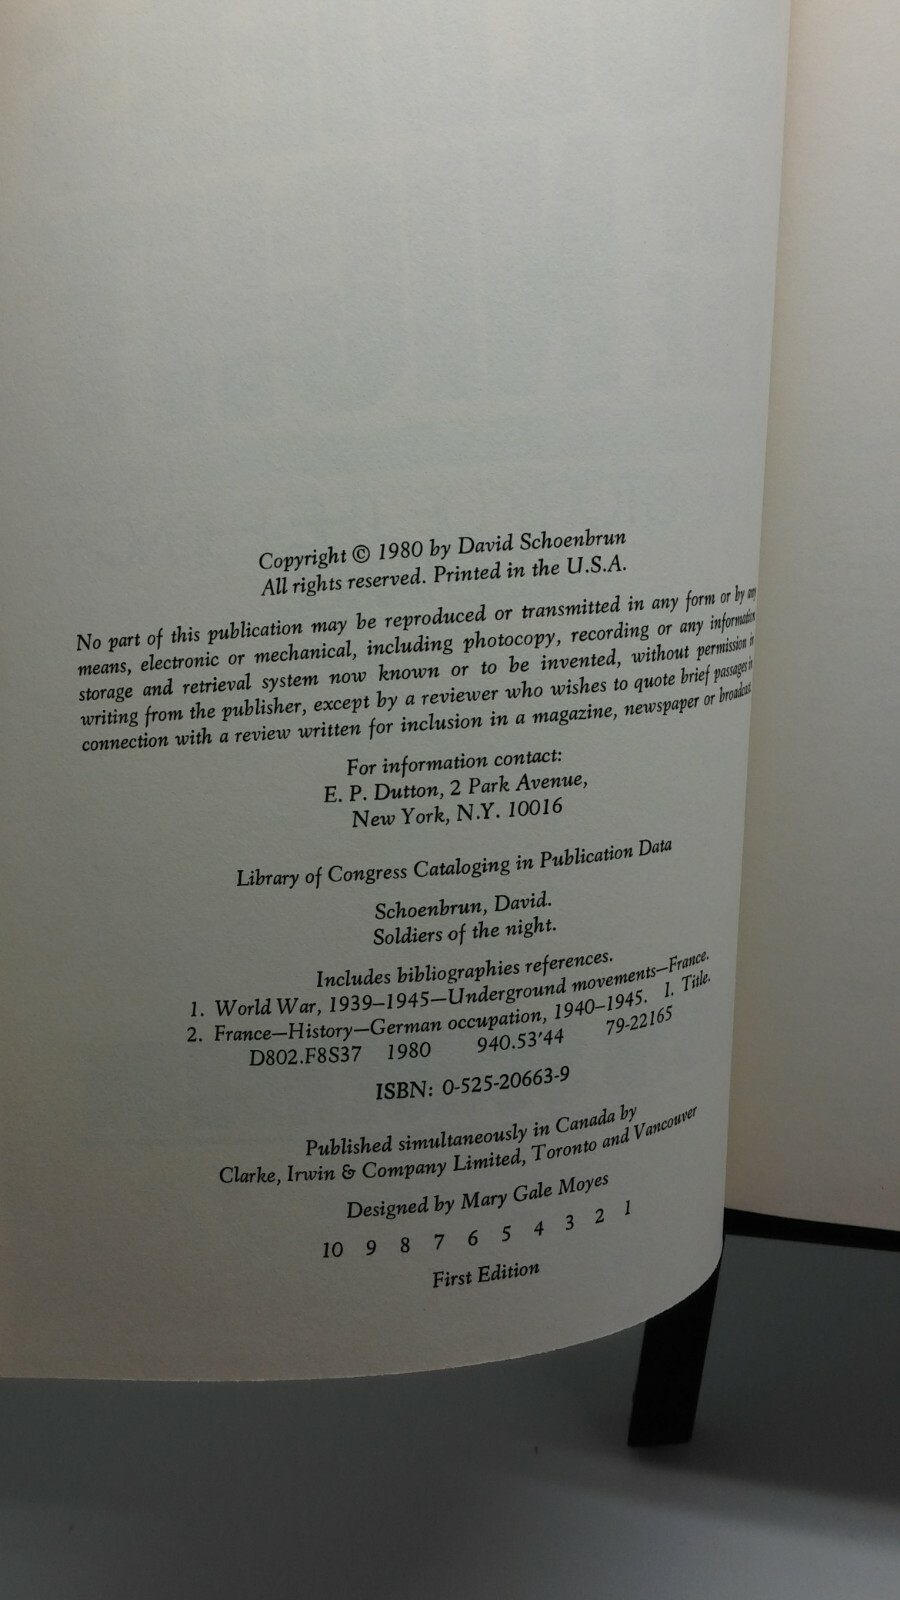 Copyright © 1980 by David Schoenbrun
All rights reserved. Printed in the U.S.A.
No part of this publication may be reproduced or transmitted in any form or by any
means, electronic or mechanical, including photocopy, recording or any information
storage and retrieval system now known or to be invented, without permission in
writing from the publisher, except by a reviewer who wishes to quote brief passages in
connection with a review written for inclusion in a magazine, newspaper or broadcast.
For information contact:
E. P. Dutton, 2 Park Avenue,
New York, N.Y. 10016
Library of Congress Cataloging in Publication Data
Schoenbrun, David.
Soldiers of the night.
Includes bibliographies references.
1. World War, 1939–1945—Underground movements—France.
2. France—History—German occupation, 1940–1945. I. Title.
D802.F8S37 1980 940.53'44 79-22165
ISBN: 0-525-20663-9
Published simultaneously in Canada by
Clarke, Irwin & Company Limited, Toronto and Vancouver
Designed by Mary Gale Moyes
10 9 8 7 6 5 4 3 2 1
First Edition